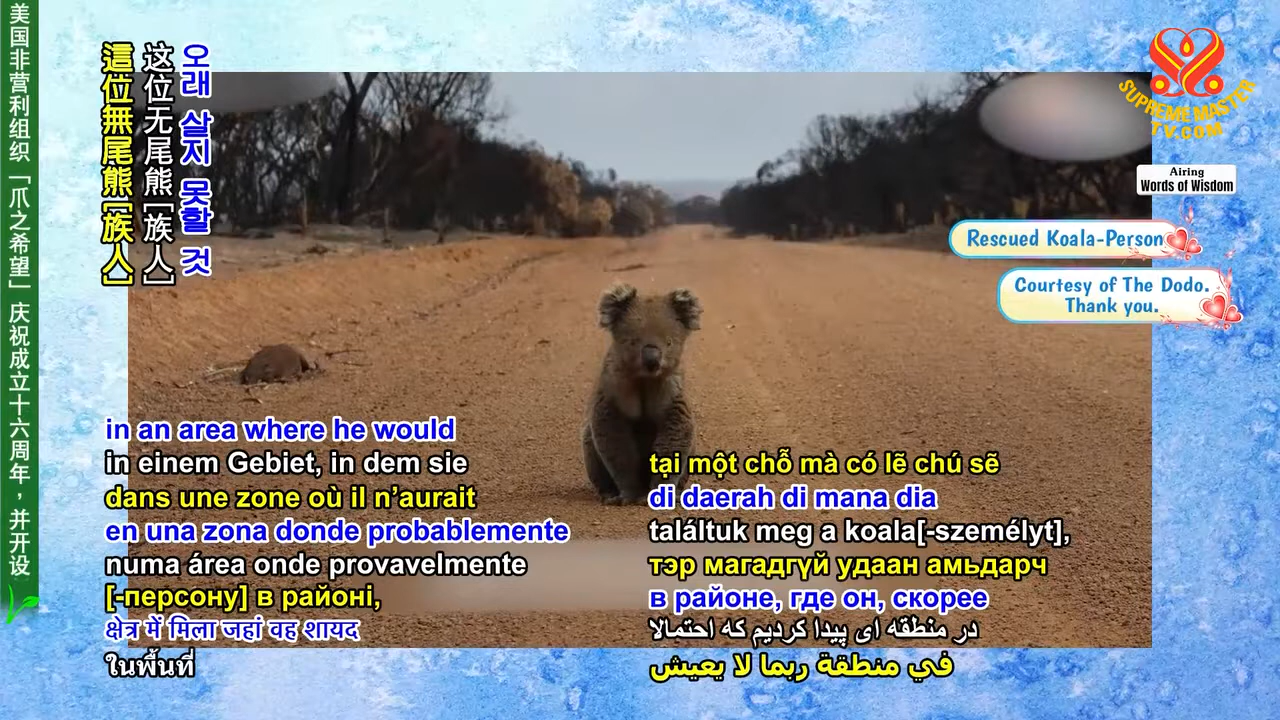 美国非营利组织「爪之希望」庆祝成立十六周年，并开设
這位無尾熊[族人]
这位无尾熊[族人]
오래 살지 못할 것
SUPREME MASTER
TV.COM
Airing
Words of Wisdom
Rescued Koala-Person
Courtesy of The Dodo.
Thank you.
in an area where he would
in einem Gebiet, in dem sie
dans une zone où il n’aurait
en una zona donde probablemente
numa área onde provavelmente
[-персону] в районі,
क्षेत्र में मिला जहां वह शायद
ในพื้นที่
tại một chỗ mà có lẽ chú sẽ
di daerah di mana dia
találtuk meg a koala[-személyt],
тэр магадгүй удаан амьдарч
в районе, где он, скорее
در منطقه ای پیدا کردیم که احتمالا
في منطقة ربما لا يعيش